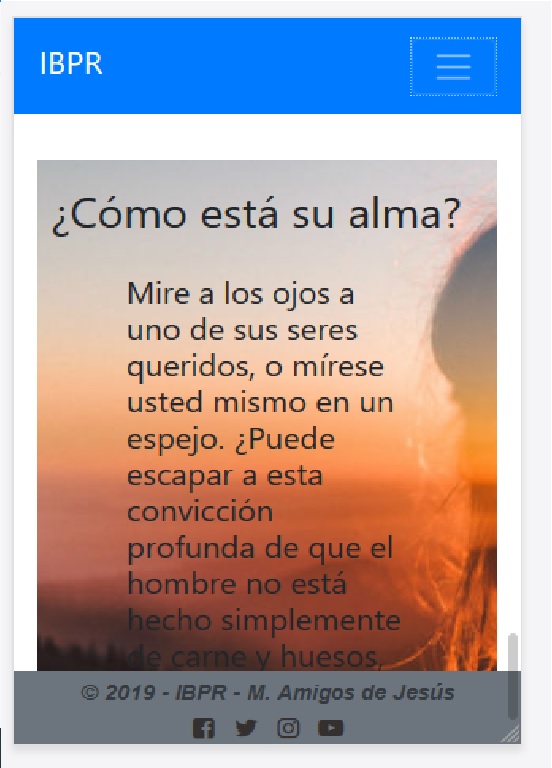 IBPR
¿Cómo está su alma?
Mire a los ojos a
uno de sus seres
queridos, o mírese
usted mismo en un
espejo. ¿Puede
escapar a esta
convicción
profunda de que el
hombre no está
hecho simplemente
de carne y huesos,
© 2019 - IBPR - M. Amigos de Jesús